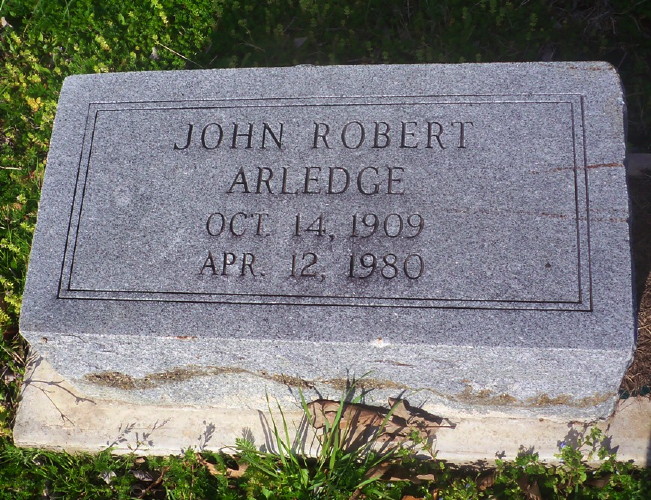 JOHN ROBERT
ARLEDGE
OCT. 14, 1909
APR. 12, 1980